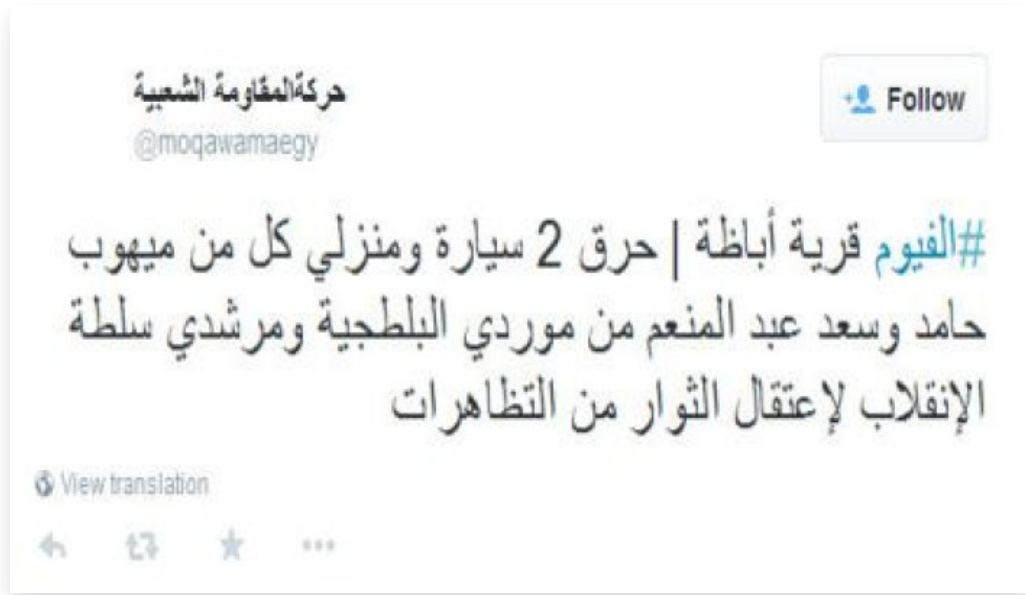 حركةالمقاومة الشعبية
@moqawamaegy
Follow
#الفيوم قرية أباظة | حرق 2 سيارة ومنزلي كل من ميهوب
حامد وسعد عبد المنعم من موردي البلطجية ومرشدي سلطة
الإنقلاب لإعتقال الثوار من التظاهرات
View translation